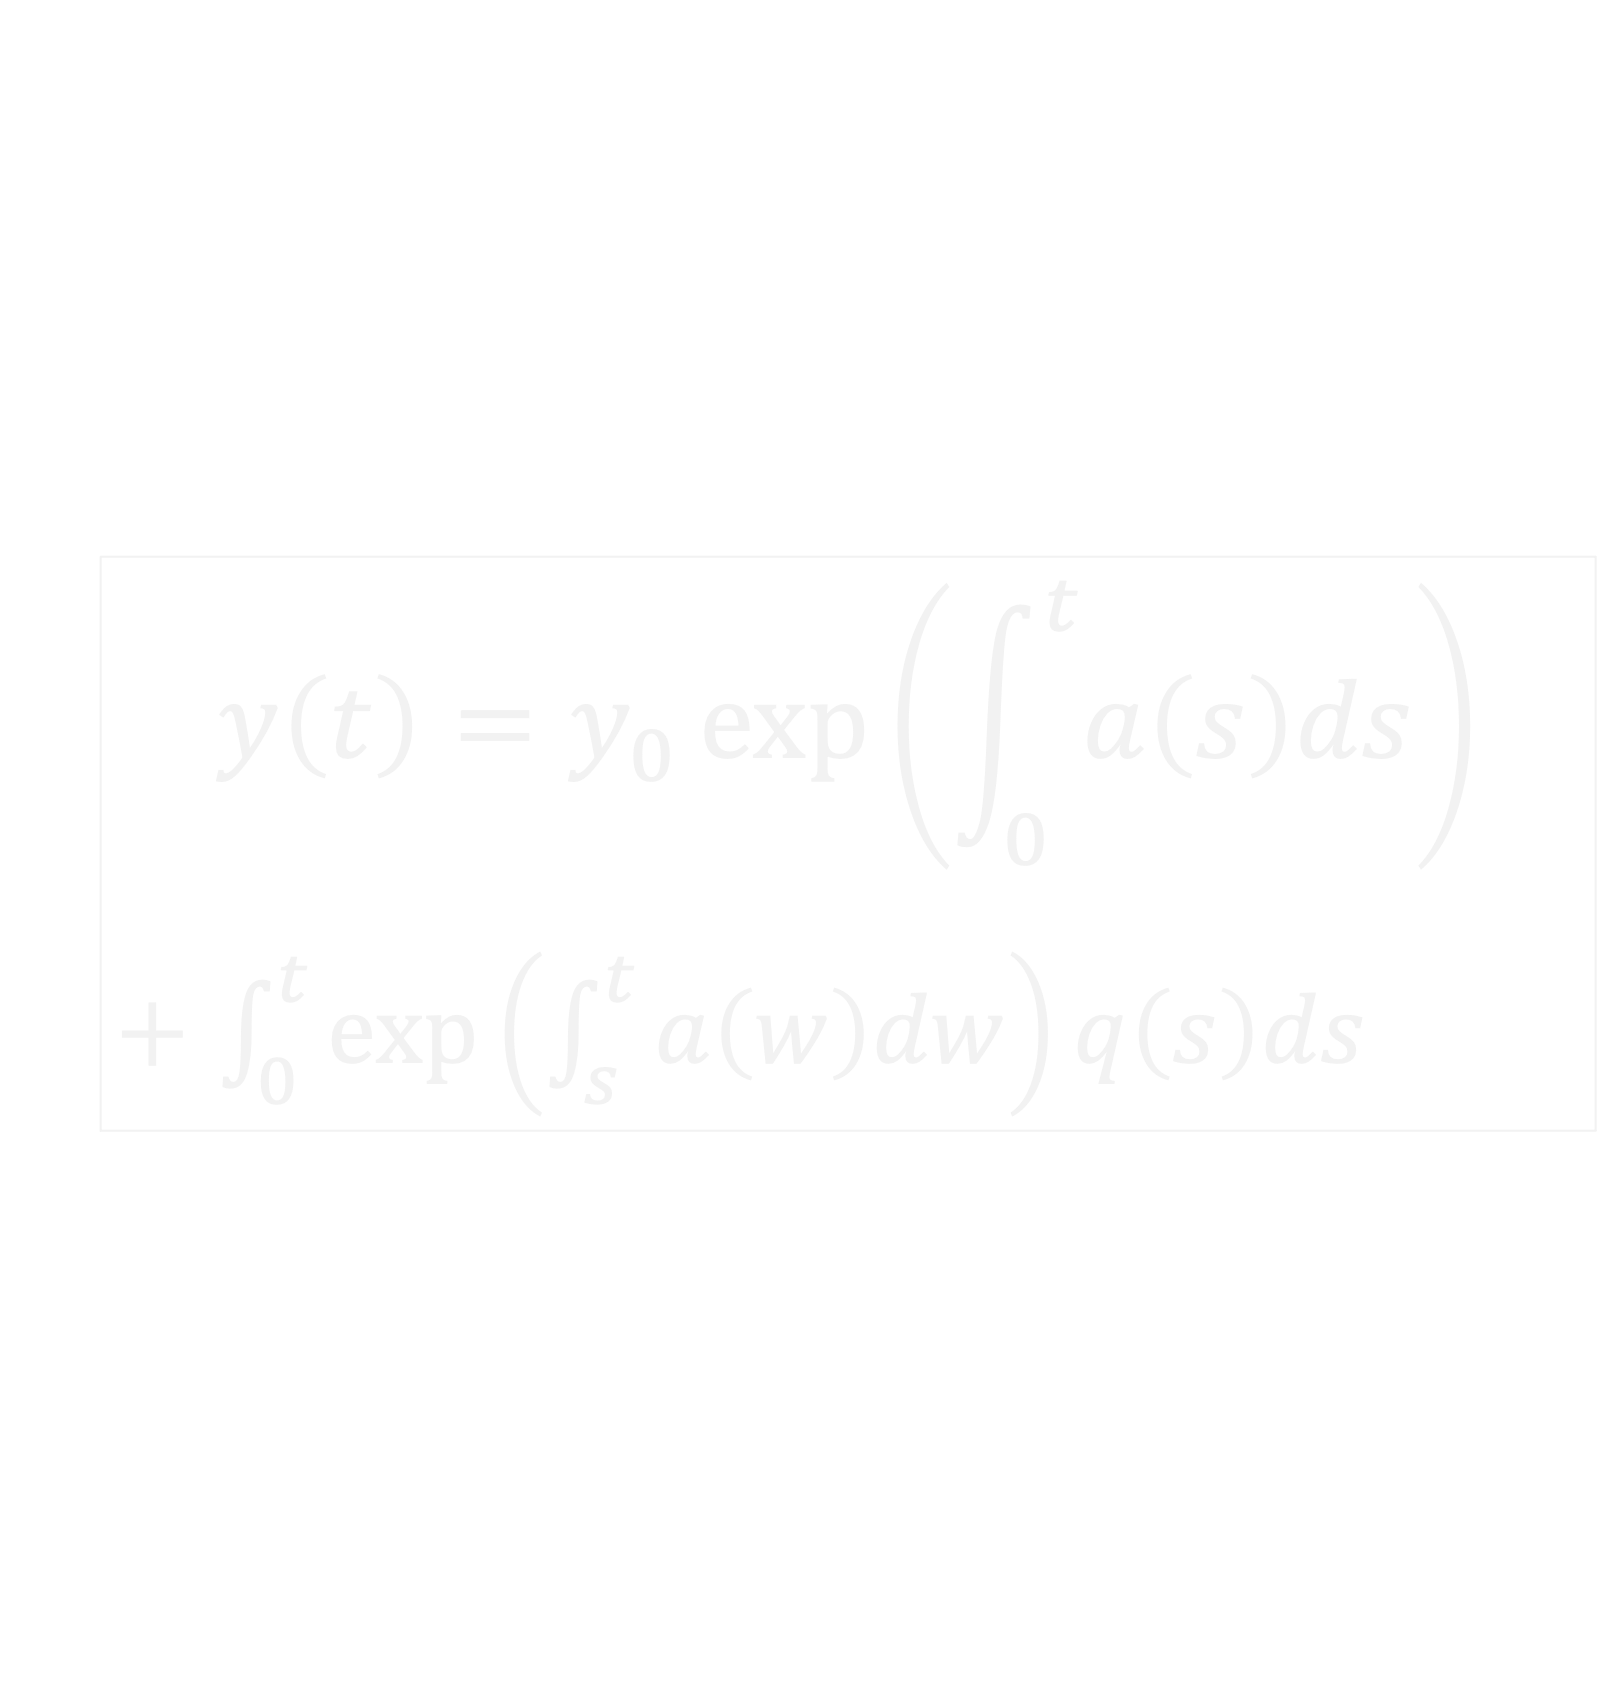 y(t) = y₀ exp(∫₀ᵗ a(s)ds)
+ ∫₀ᵗ exp(∫ₛᵗ a(w)dw) q(s)ds